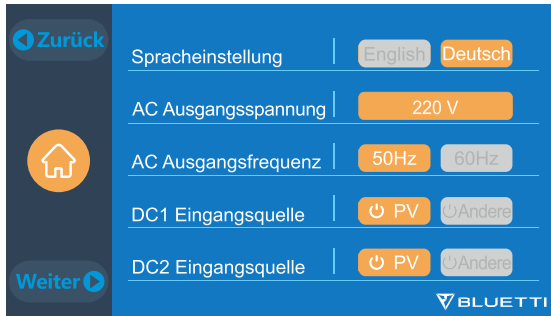 Zurück
Spracheinstellung English Deutsch
AC Ausgangsspannung 220 V
AC Ausgangsfrequenz 50Hz 60Hz
DC1 Eingangsquelle PV Andere
DC2 Eingangsquelle PV Andere
Weiter
BLUETTI